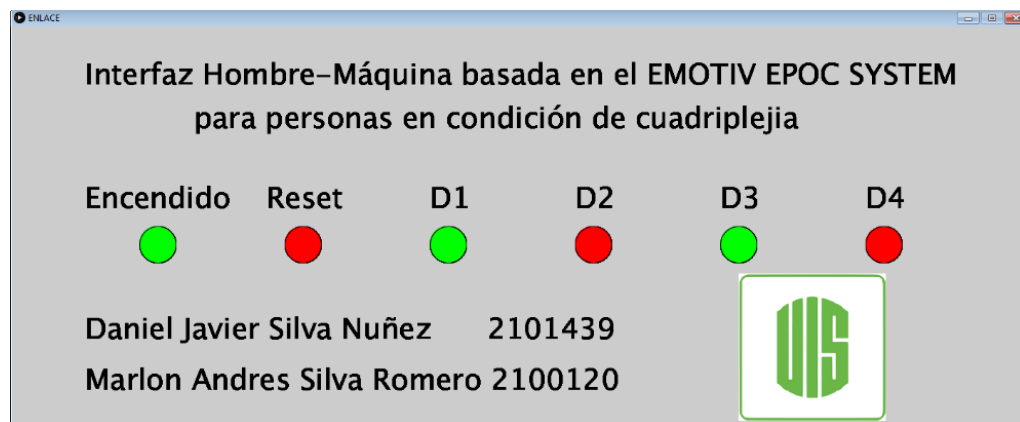 ENLACE
Interfaz Hombre-Máquina basada en el EMOTIV EPOC SYSTEM
para personas en condición de cuadriplejia
Encendido Reset D1 D2 D3 D4
Daniel Javier Silva Nuñez 2101439
Marlon Andres Silva Romero 2100120
UIS